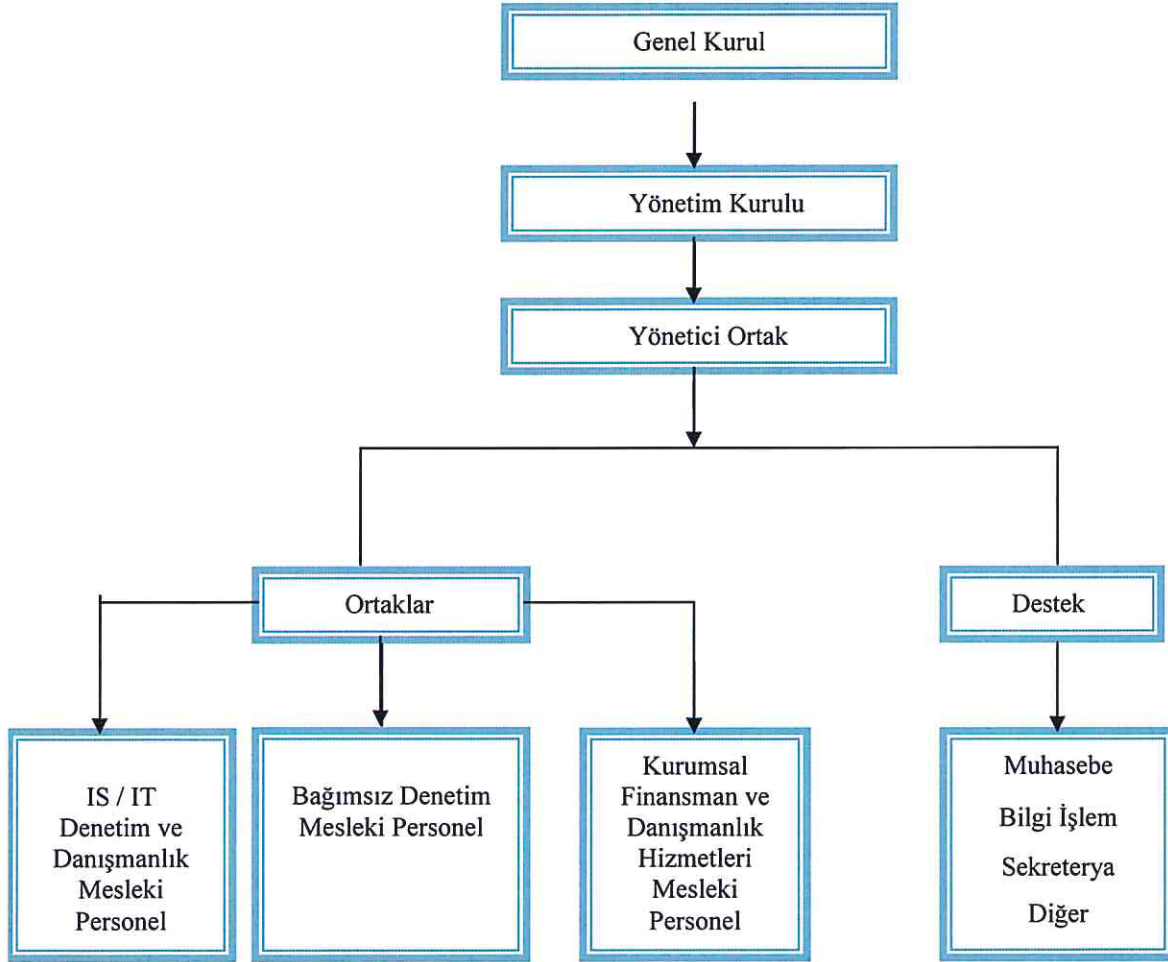 Genel Kurul
Yönetim Kurulu
Yönetici Ortak
Ortaklar
Destek
IS / IT
Denetim ve
Danışmanlık
Mesleki
Personel
Bağımsız Denetim
Mesleki Personel
Kurumsal
Finansman ve
Danışmanlık
Hizmetleri
Mesleki
Personel
Muhasebe
Bilgi İşlem
Sekreterya
Diğer